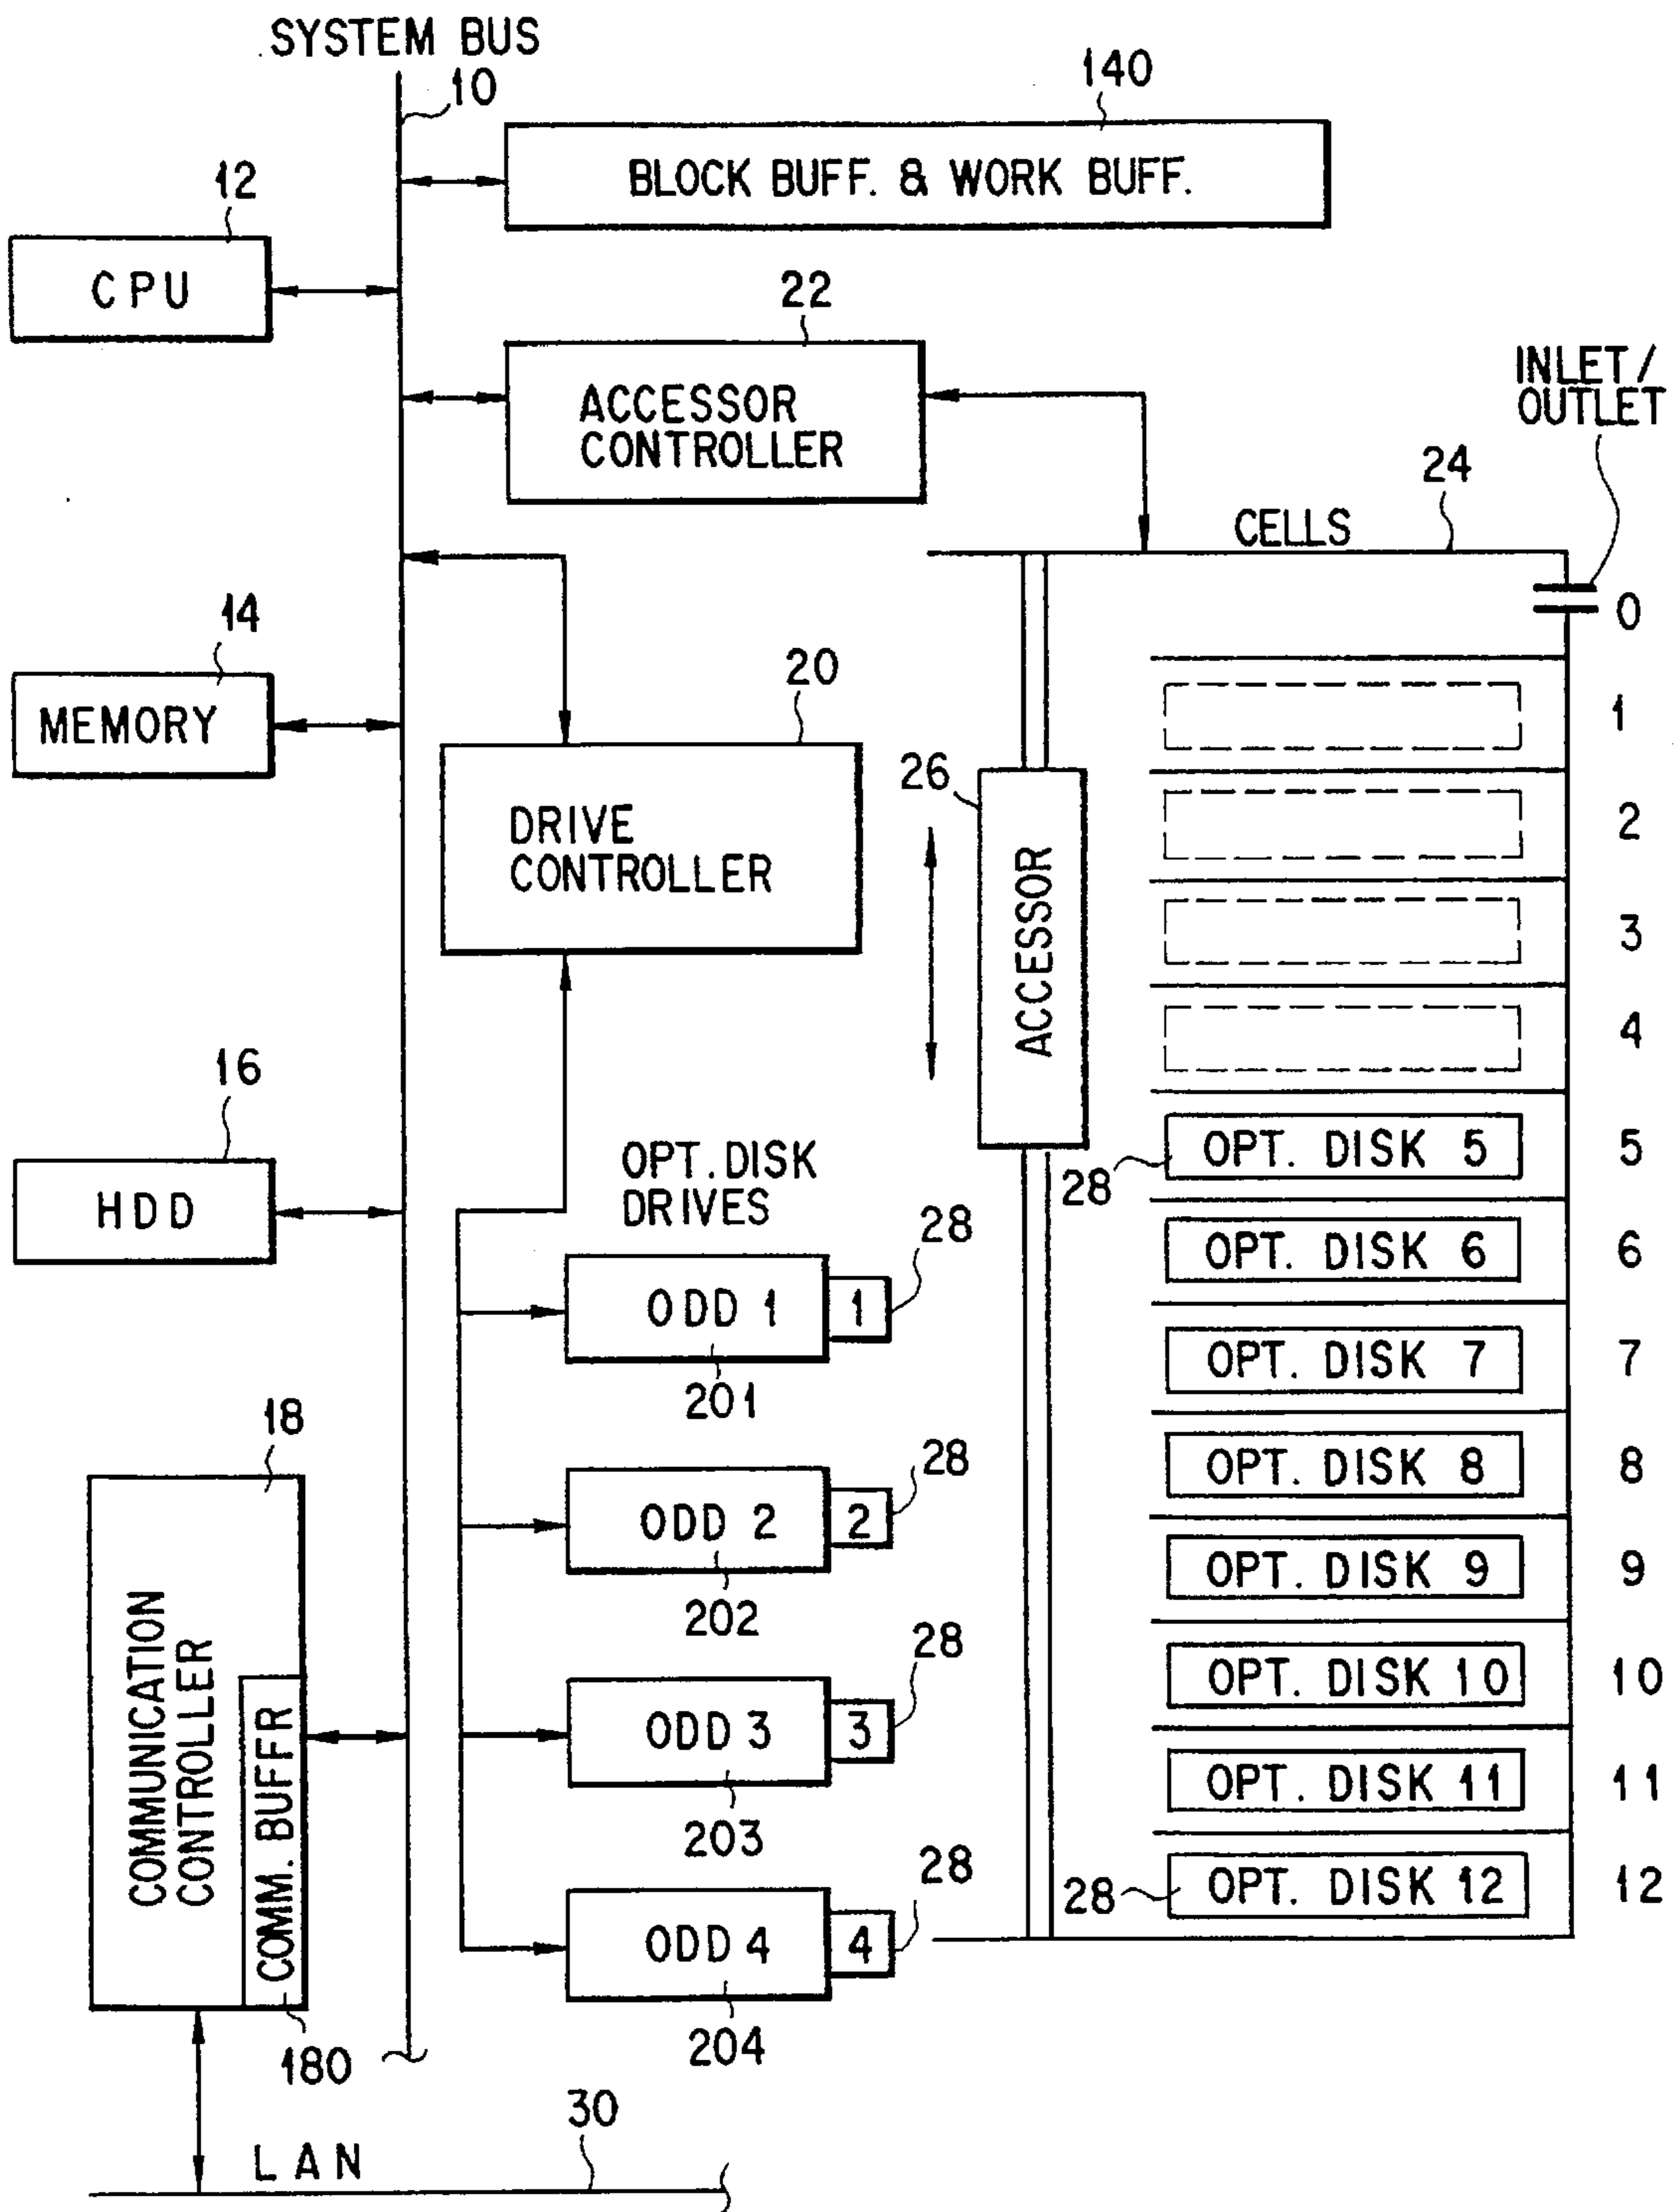 SYSTEM BUS
10
140
BLOCK BUFF. & WORK BUFF.
12
CPU
22
ACCESSOR
CONTROLLER
INLET/
OUTLET
24
CELLS
0
14
MEMORY
20
DRIVE
CONTROLLER
26
ACCESSOR
1
2
3
4
16
HDD
OPT. DISK
DRIVES
28
OPT. DISK 5
5
OPT. DISK 6
6
ODD 1
1
28
201
OPT. DISK 7
7
18
COMMUNICATION
CONTROLLER
COMM. BUFFR
180
ODD 2
2
28
202
OPT. DISK 8
8
OPT. DISK 9
9
ODD 3
3
28
203
OPT. DISK 10
10
OPT. DISK 11
11
ODD 4
4
28
204
28
OPT. DISK 12
12
LAN
30